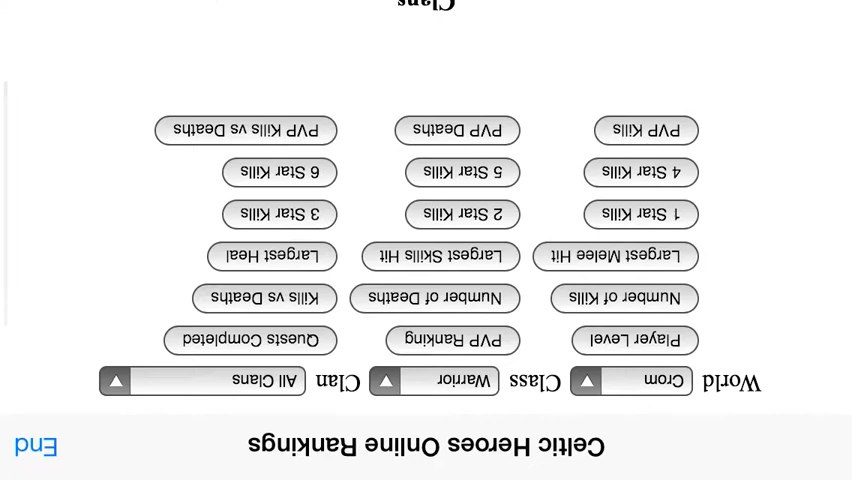 Celtic Heroes Online Rankings End
World Crom Class Warrior Clan All Clans
Player Level PVP Ranking Quests Completed
Number of Kills Number of Deaths Kills vs Deaths
Largest Melee Hit Largest Skills Hit Largest Heal
1 Star Kills 2 Star Kills 3 Star Kills
4 Star Kills 5 Star Kills 6 Star Kills
PVP Kills PVP Deaths PVP Kills vs Deaths
Clans